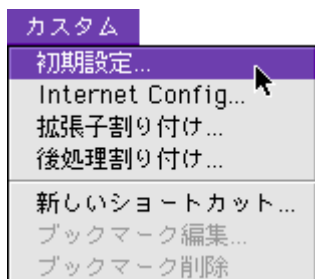 カスタム
初期設定...
Internet Config...
拡張子割り付け...
後処理割り付け...
新しいショートカット...
ブックマーク編集...
ブックマーク削除